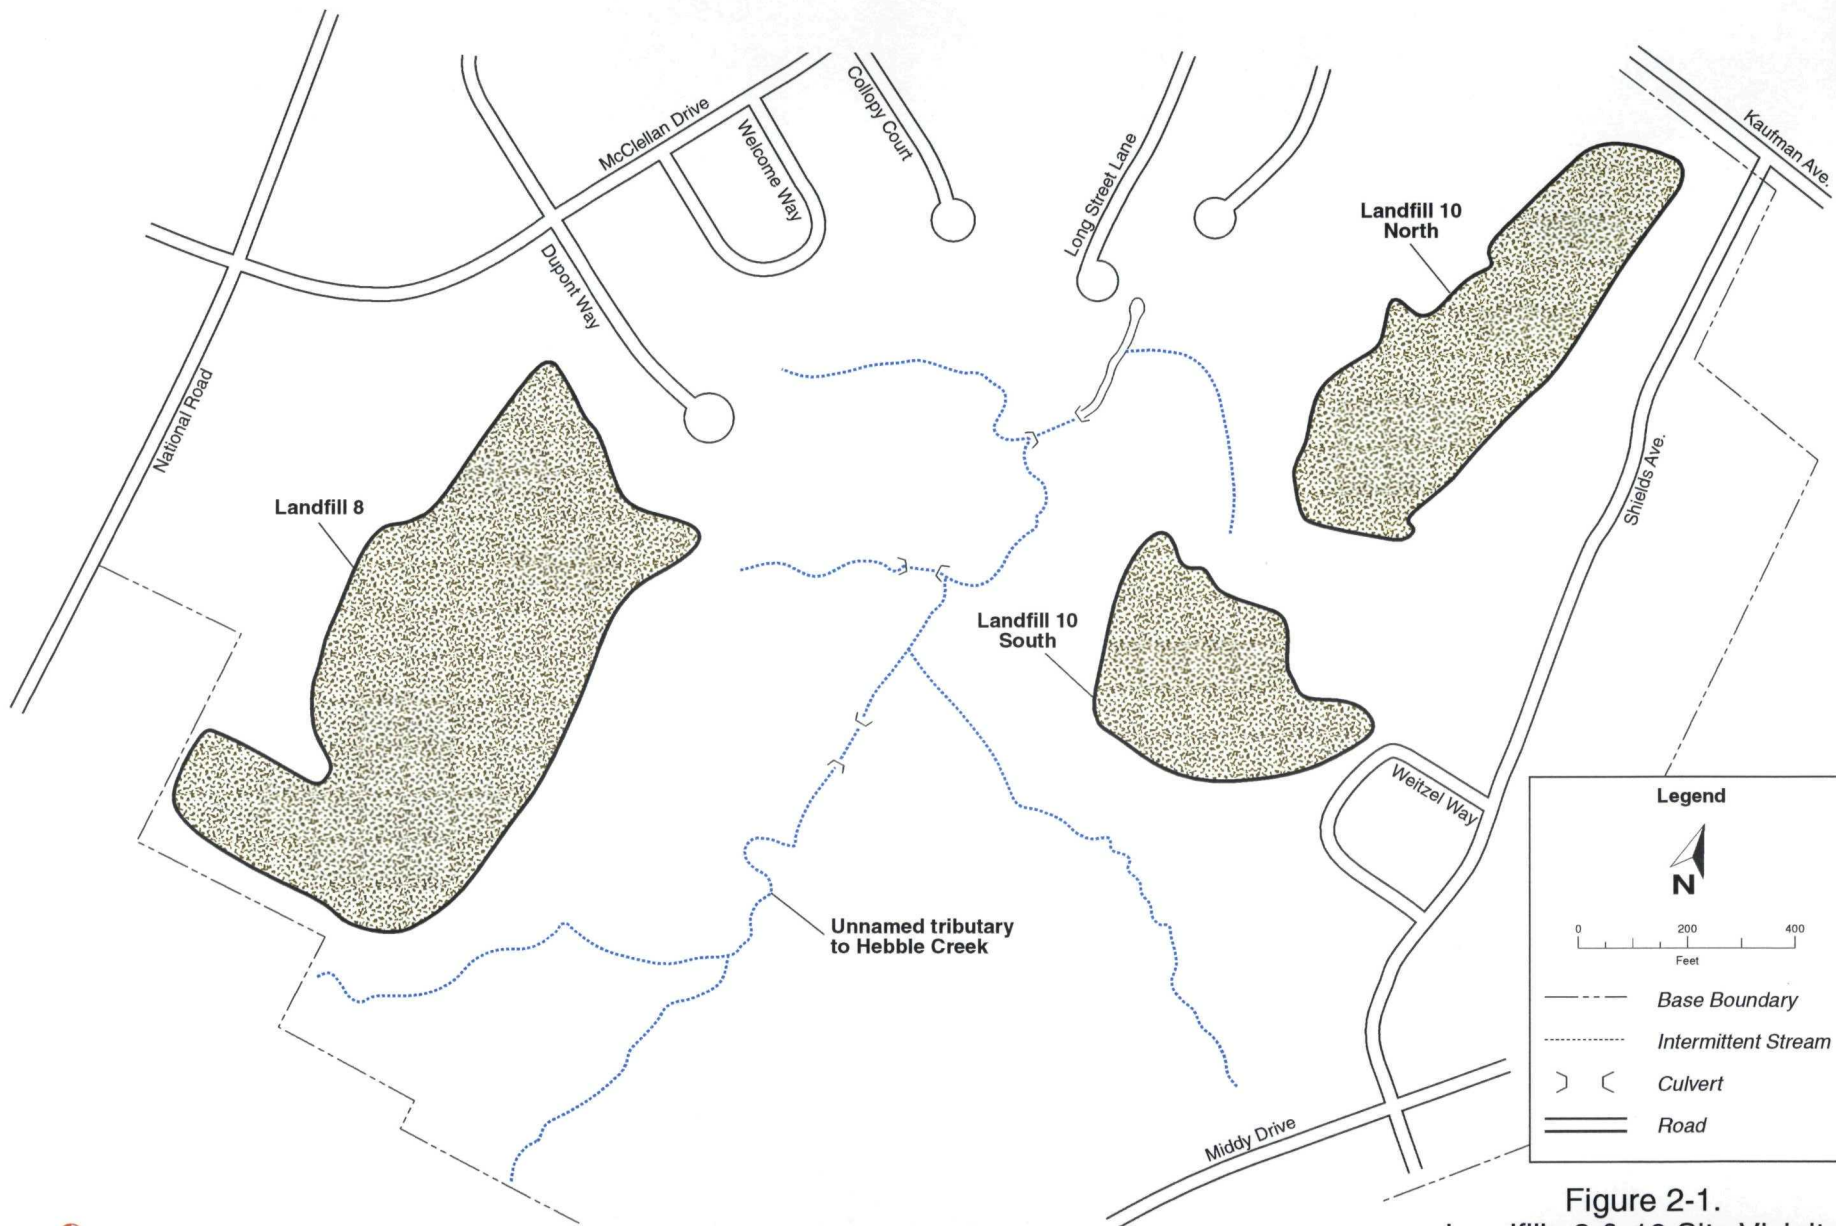 Kaufman Ave.
McClellan Drive
Welcome Way
Collopy Court
Long Street Lane
Landfill 10
North
Dupont Way
National Road
Shields Ave.
Landfill 8
Landfill 10
South
Weitzel Way
Unnamed tributary
to Hebble Creek
Middy Drive
Legend
N
0 200 400
Feet
Base Boundary
Intermittent Stream
Culvert
Road
Figure 2-1.